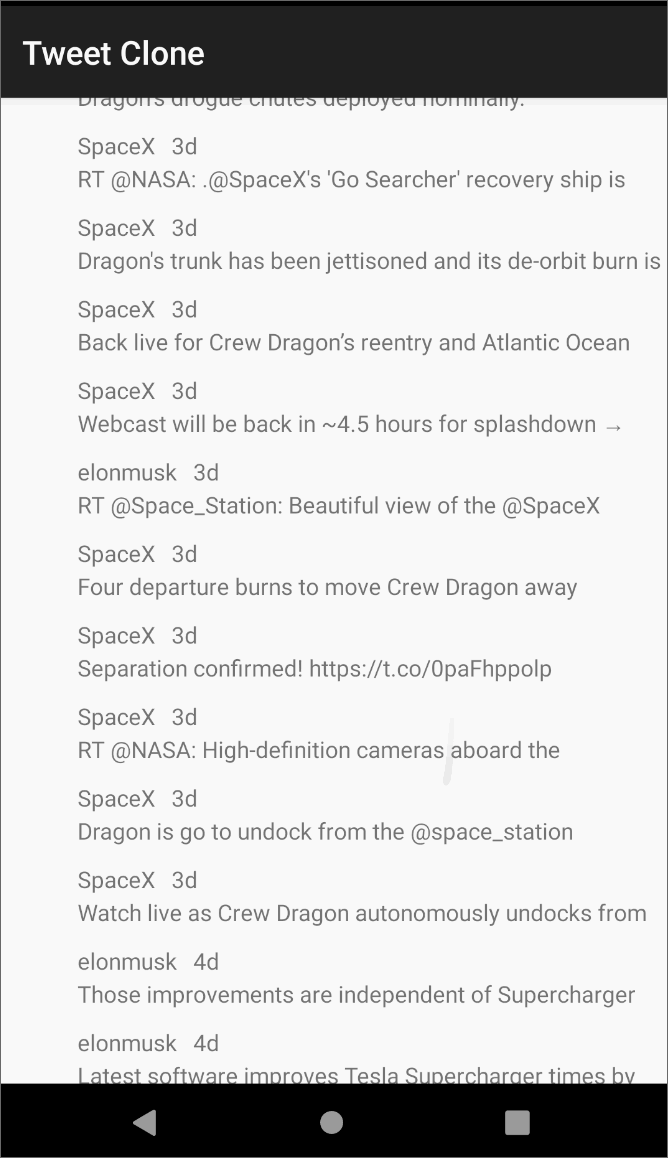 Tweet Clone
Dragon's drogue chutes deployed nominally.
SpaceX 3d
RT @NASA: .@SpaceX's 'Go Searcher' recovery ship is
SpaceX 3d
Dragon's trunk has been jettisoned and its de-orbit burn is
SpaceX 3d
Back live for Crew Dragon’s reentry and Atlantic Ocean
SpaceX 3d
Webcast will be back in ~4.5 hours for splashdown →
elonmusk 3d
RT @Space_Station: Beautiful view of the @SpaceX
SpaceX 3d
Four departure burns to move Crew Dragon away
SpaceX 3d
Separation confirmed! https://t.co/0paFhppolp
SpaceX 3d
RT @NASA: High-definition cameras aboard the
SpaceX 3d
Dragon is go to undock from the @space_station
SpaceX 3d
Watch live as Crew Dragon autonomously undocks from
elonmusk 4d
Those improvements are independent of Supercharger
elonmusk 4d
Latest software improves Tesla Supercharger times by